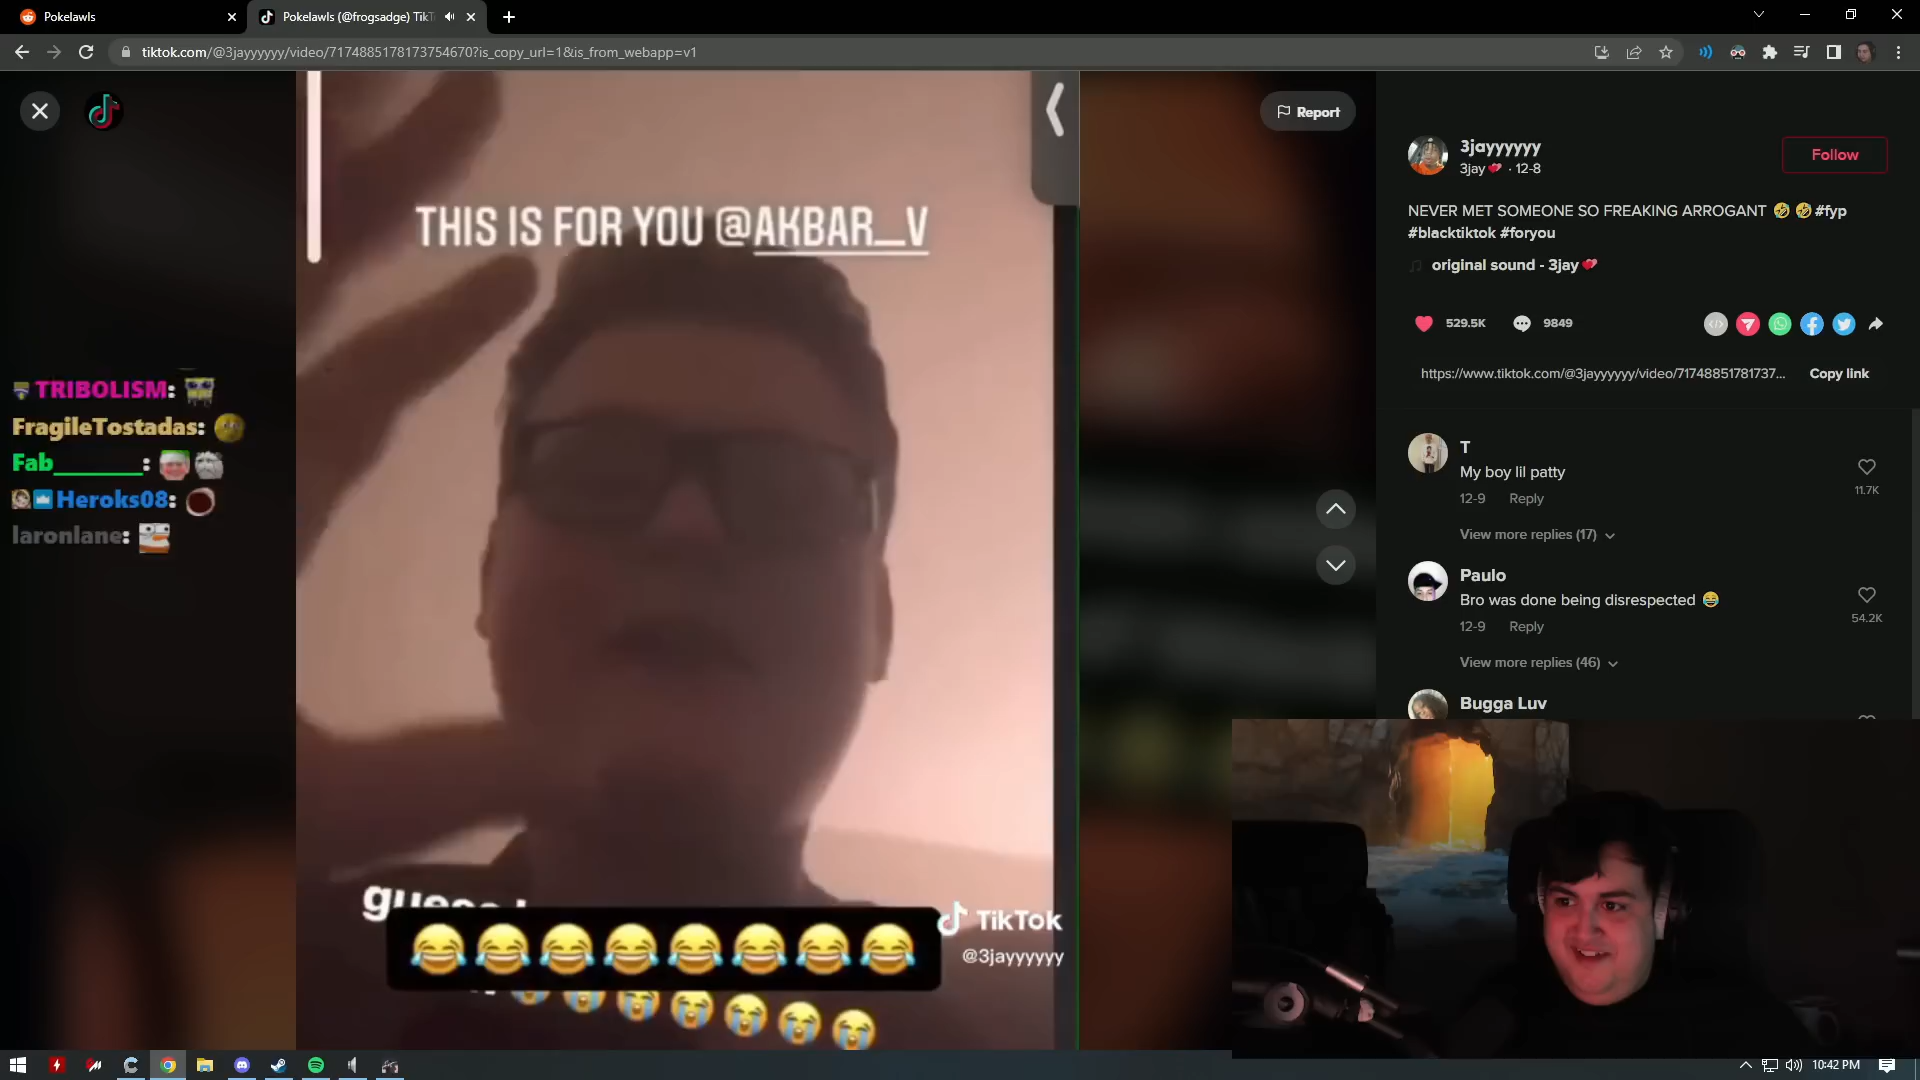 Pokelawls
Pokelawls (@frogsadge) TikT
tiktok.com/@3jayyyyyy/video/7174885178173754670?is_copy_url=1&is_from_webapp=v1
Report
THIS IS FOR YOU @AKBAR_V
TRIBOLISM:
FragileTostadas:
Fab________:
Heroks08:
laronlane:
😂😂😂😂😂😂😂😂
TikTok
@3jayyyyyy
😭😭😭😭😭😭😭
3jayyyyyy
3jay💕 · 12-8
Follow
NEVER MET SOMEONE SO FREAKING ARROGANT 🤣 🤣 #fyp
#blacktiktok #foryou
original sound - 3jay💕
529.5K
9849
https://www.tiktok.com/@3jayyyyyy/video/71748851781737...
Copy link
T
My boy lil patty
11.7K
12-9 Reply
View more replies (17)
Paulo
Bro was done being disrespected 😂
54.2K
12-9 Reply
View more replies (46)
Bugga Luv
10:42 PM